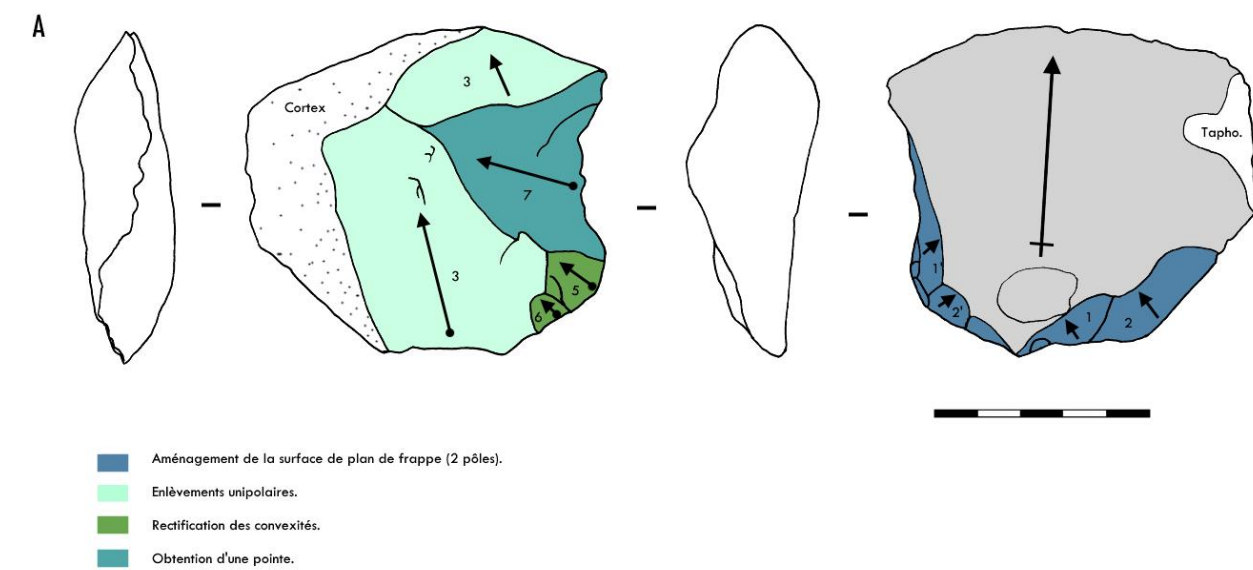 A
Cortex
3
Tapho.
7
3
5
6
1'
2'
1
2
Aménagement de la surface de plan de frappe (2 pôles).
Enlèvements unipolaires.
Rectification des convexités.
Obtention d'une pointe.